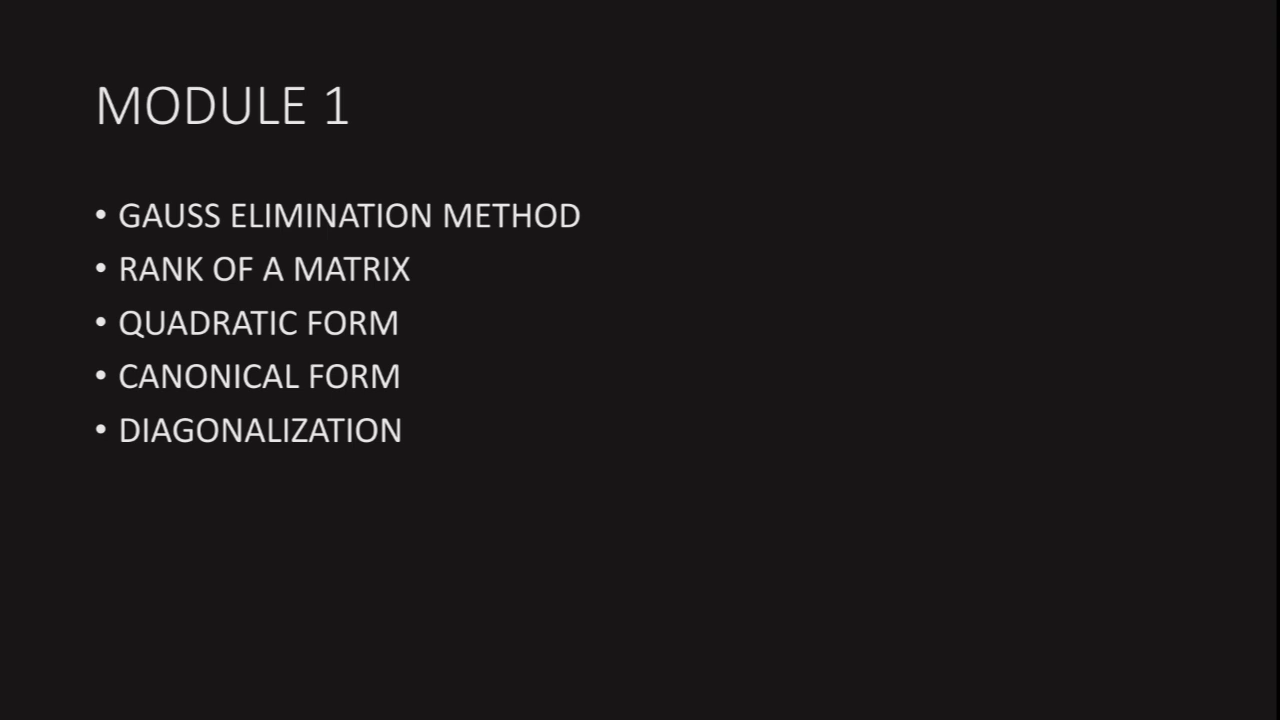 MODULE 1
• GAUSS ELIMINATION METHOD
• RANK OF A MATRIX
• QUADRATIC FORM
• CANONICAL FORM
• DIAGONALIZATION